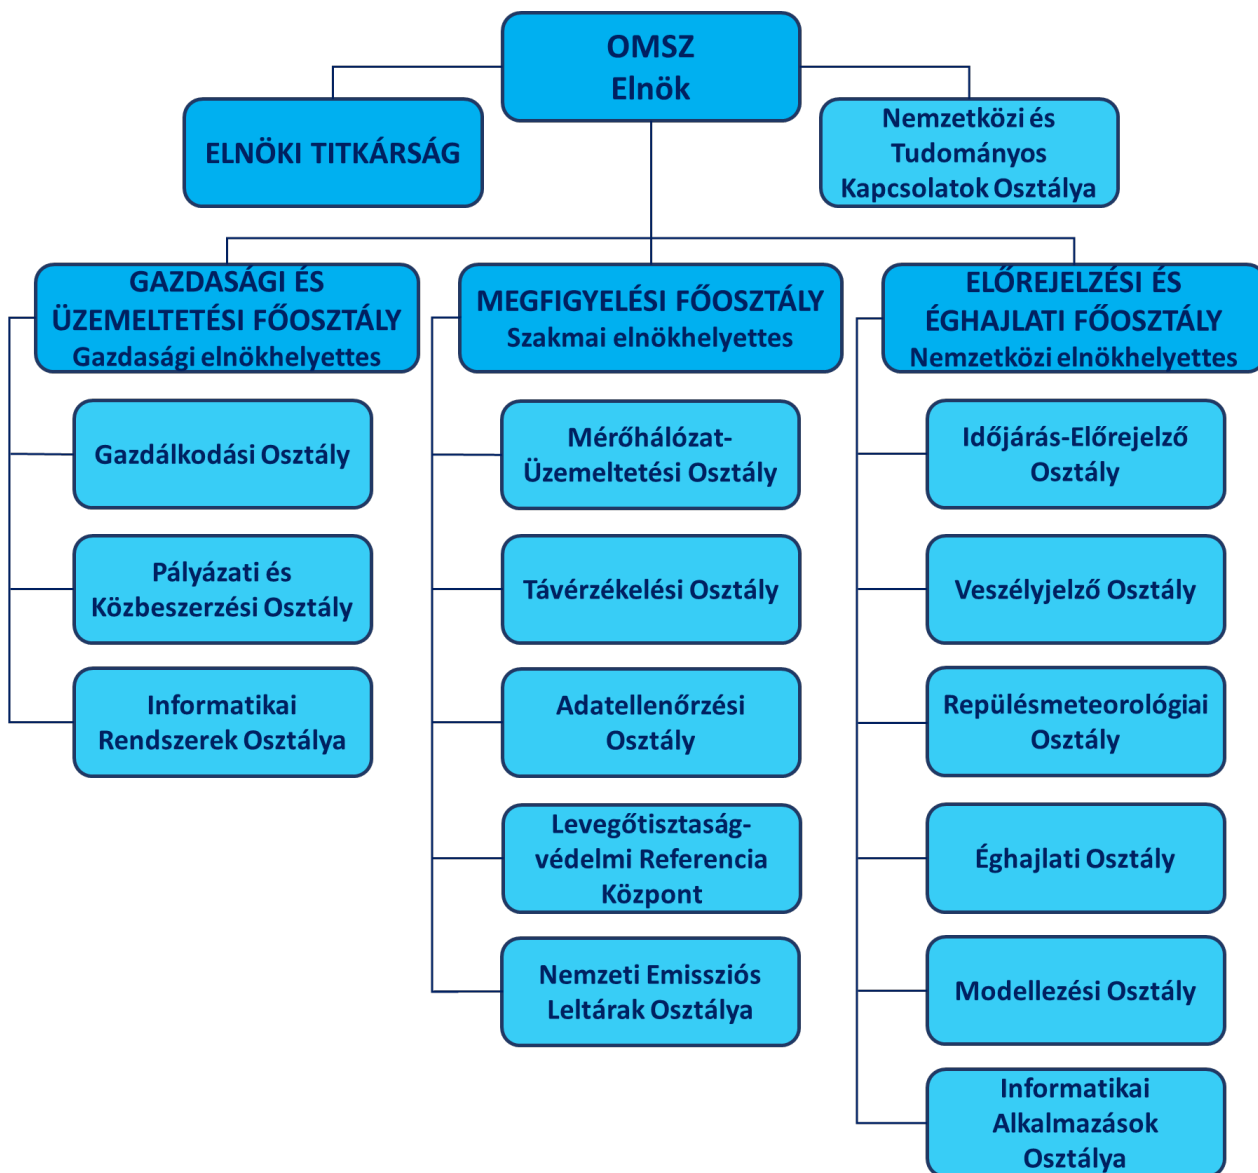 OMSZ
Elnök
ELNÖKI TITKÁRSÁG
Nemzetközi és
Tudományos
Kapcsolatok Osztálya
GAZDASÁGI ÉS
ÜZEMELTETÉSI FŐOSZTÁLY
Gazdasági elnökhelyettes
Gazdálkodási Osztály
Pályázati és
Közbeszerzési Osztály
Informatikai
Rendszerek Osztálya
MEGFIGYELÉSI FŐOSZTÁLY
Szakmai elnökhelyettes
Mérőhálózat-
Üzemeltetési Osztály
Távérzékelési Osztály
Adatellenőrzési
Osztály
Levegőtisztaság-
védelmi Referencia
Központ
Nemzeti Emissziós
Leltárak Osztálya
ELŐREJELZÉSI ÉS
ÉGHAJLATI FŐOSZTÁLY
Nemzetközi elnökhelyettes
Időjárás-Előrejelző
Osztály
Veszélyjelző Osztály
Repülésmeteorológiai
Osztály
Éghajlati Osztály
Modellezési Osztály
Informatikai
Alkalmazások
Osztálya